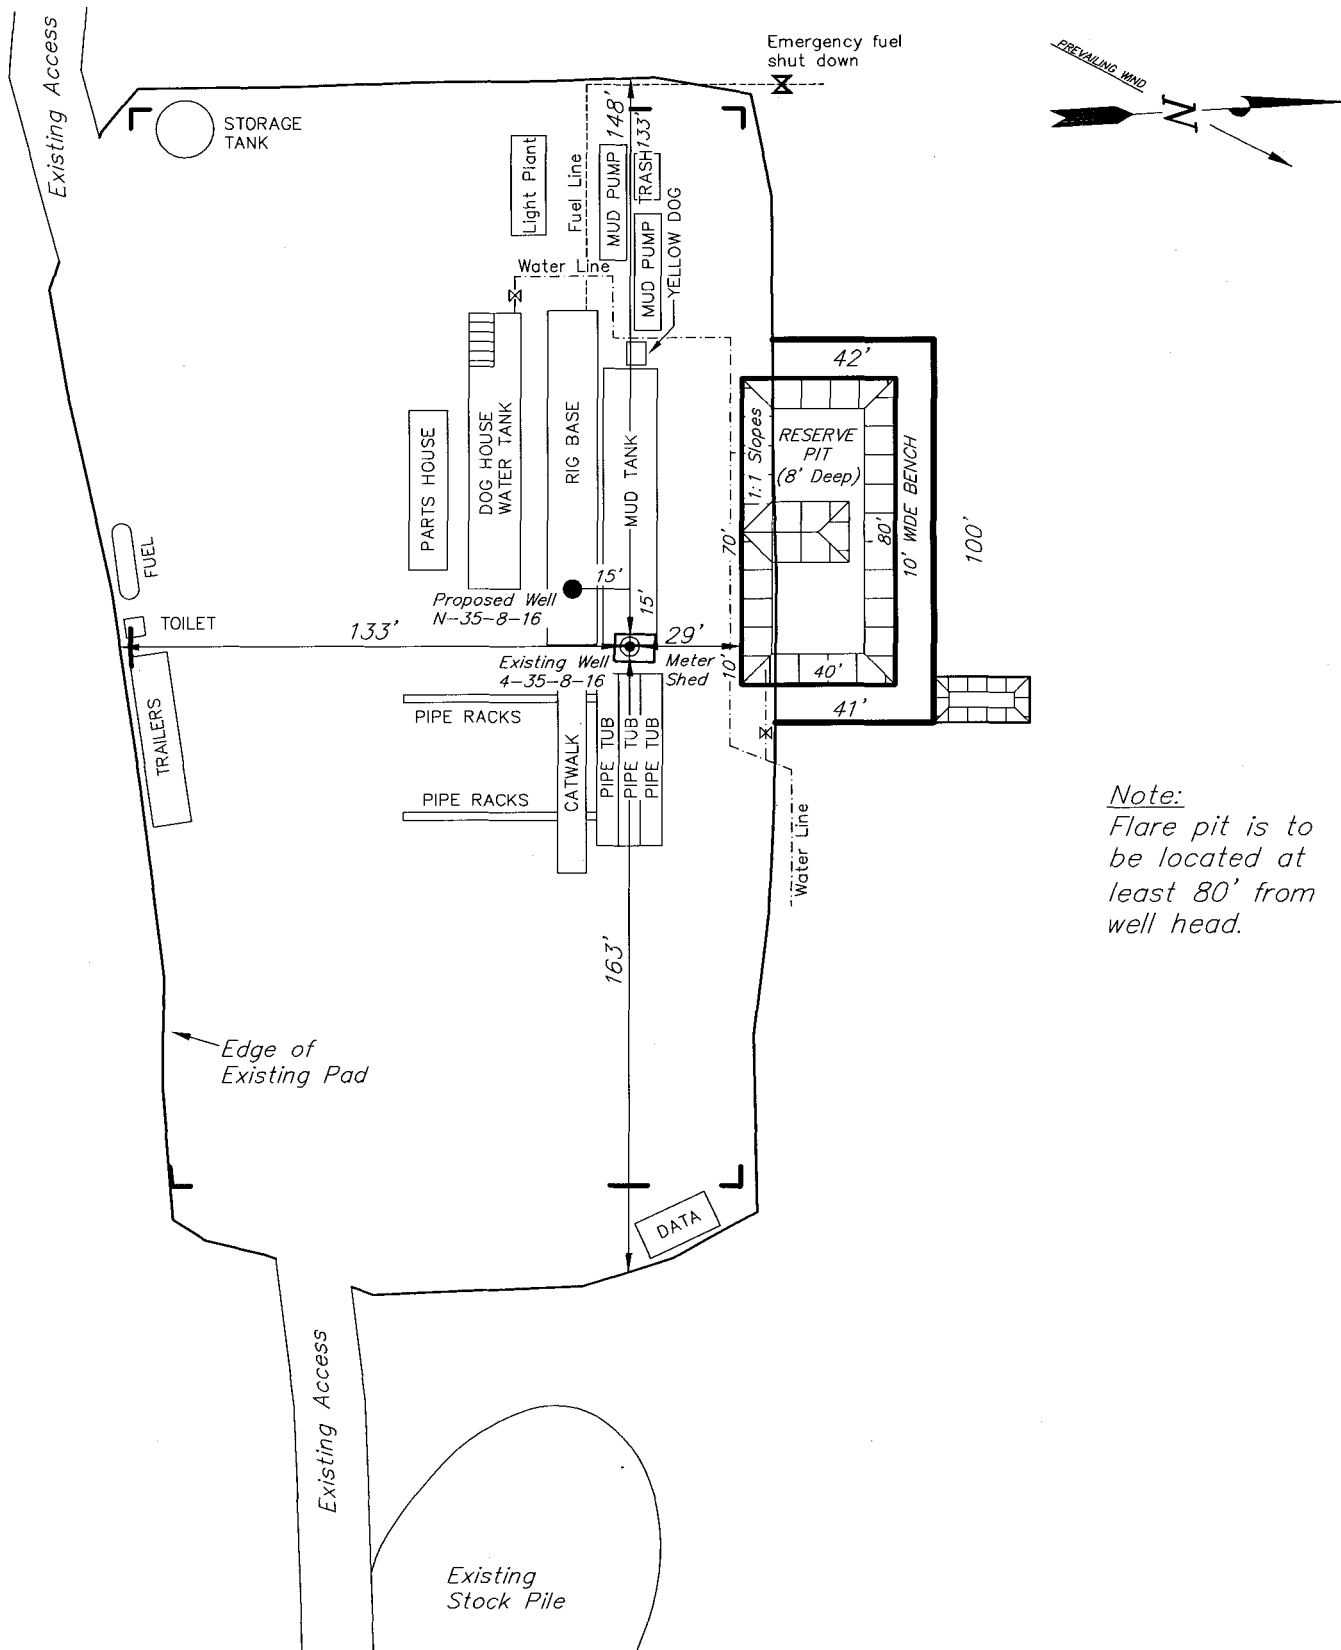 Existing Access
Emergency fuel
shut down
PREVAILING WIND
N
STORAGE
TANK
Light Plant
Fuel Line
148'
133'
MUD PUMP
TRASH
MUD PUMP
YELLOW DOG
Water Line
PARTS HOUSE
DOG HOUSE
WATER TANK
RIG BASE
MUD TANK
42'
1:1 Slopes
RESERVE
PIT
(8' Deep)
10' WIDE BENCH
100'
70'
80'
FUEL
TOILET
15'
Proposed Well
N-35-8-16
15'
133'
29'
Existing Well
4-35-8-16
Meter
Shed
10'
40'
41'
TRAILERS
PIPE RACKS
PIPE RACKS
CATWALK
PIPE TUB
PIPE TUB
PIPE TUB
Water Line
Note:
Flare pit is to
be located at
least 80' from
well head.
163'
Edge of
Existing Pad
DATA
Existing Access
Existing
Stock Pile